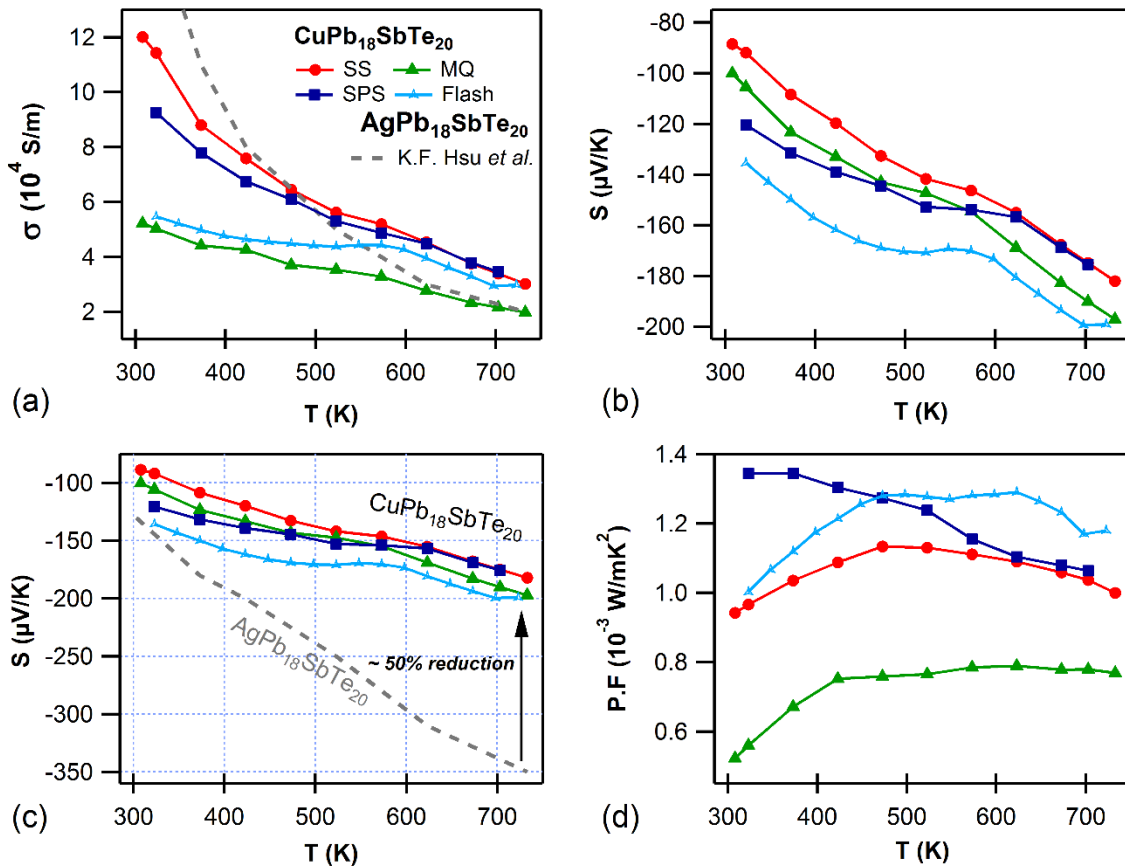 12
10
8
6
4
2
σ (10⁴ S/m)
CuPb₁₈SbTe₂₀
SS MQ
SPS Flash
AgPb₁₈SbTe₂₀
K.F. Hsu et al.
300 400 500 600 700
T (K)
(a)
-80
-100
-120
-140
-160
-180
-200
S (µV/K)
300 400 500 600 700
T (K)
(b)
-100
-150
-200
-250
-300
-350
S (µV/K)
CuPb₁₈SbTe₂₀
AgPb₁₈SbTe₂₀
~ 50% reduction
300 400 500 600 700
T (K)
(c)
1.4
1.2
1.0
0.8
0.6
P.F (10⁻³ W/mK²)
300 400 500 600 700
T (K)
(d)